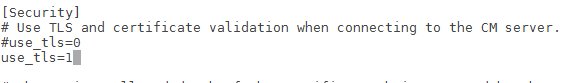 [Security]
# Use TLS and certificate validation when connecting to the CM server.
#use_tls=0
use_tls=1